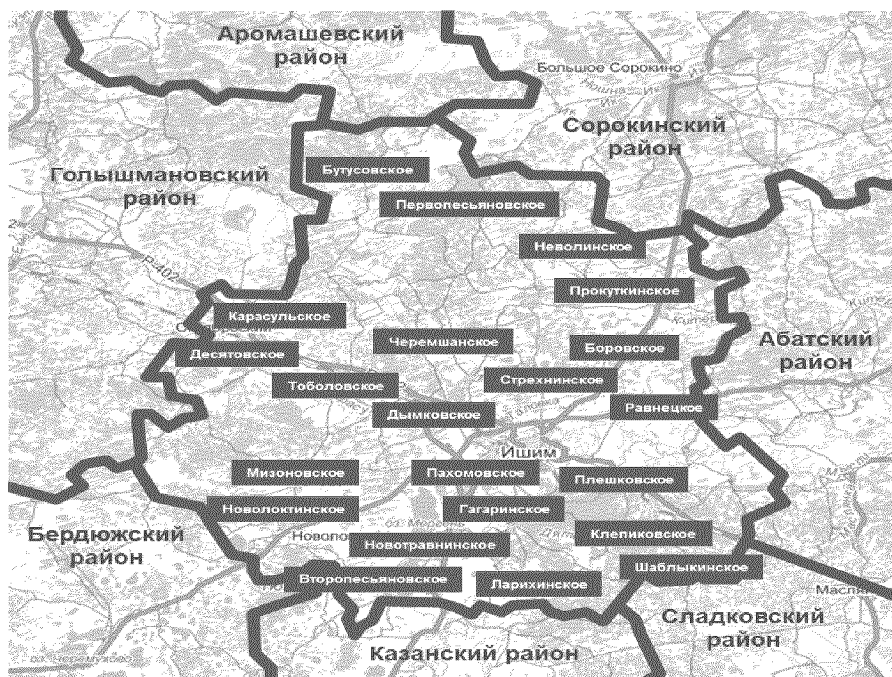 Аромашевский
район
Большое Сорокино
Сорокинский
район
Голышмановский
район
Бутусовское
Первопесьяновское
Неволинское
Р-402
Прокуткинское
Карасульское
Черемшанское
Боровское
Абатский
район
Десятовское
Тоболовское
Стрехнинское
Дымковское
Равнецкое
Ишим
Мизоновское
Пахомовское
Плешковское
Новолоктинское
Гагаринское
Бердюжский
район
Новотравнинское
Клепиковское
Второпесьяновское
Ларихинское
Шаблыкинское
Сладковский
район
Казанский район